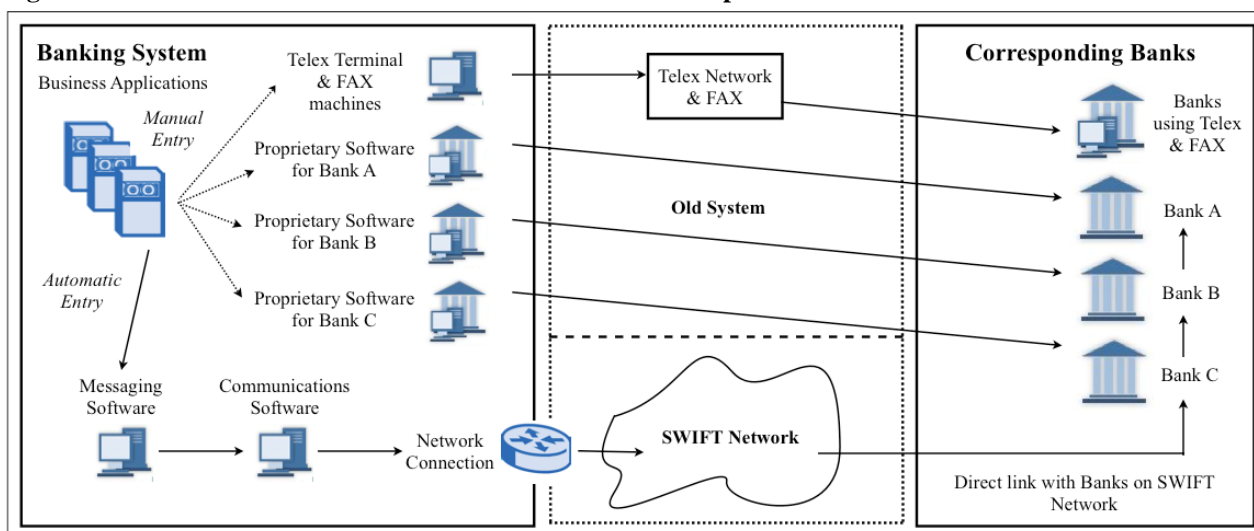 Banking System
Business Applications
Manual
Entry
Telex Terminal
& FAX
machines
Proprietary Software
for Bank A
Proprietary Software
for Bank B
Proprietary Software
for Bank C
Automatic
Entry
Messaging
Software
Communications
Software
Network
Connection
Telex Network
& FAX
Old System
SWIFT Network
Corresponding Banks
Banks
using Telex
& FAX
Bank A
Bank B
Bank C
Direct link with Banks on SWIFT
Network